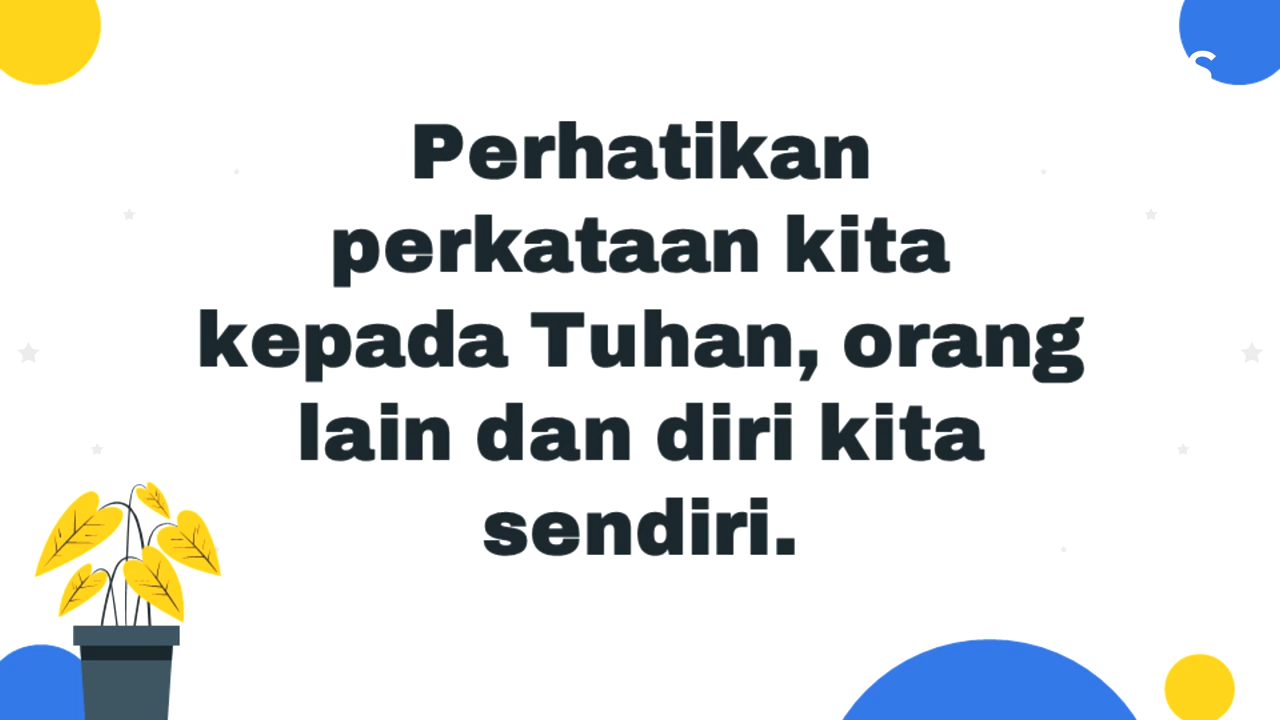 Perhatikan
perkataan kita
kepada Tuhan, orang
lain dan diri kita
sendiri.